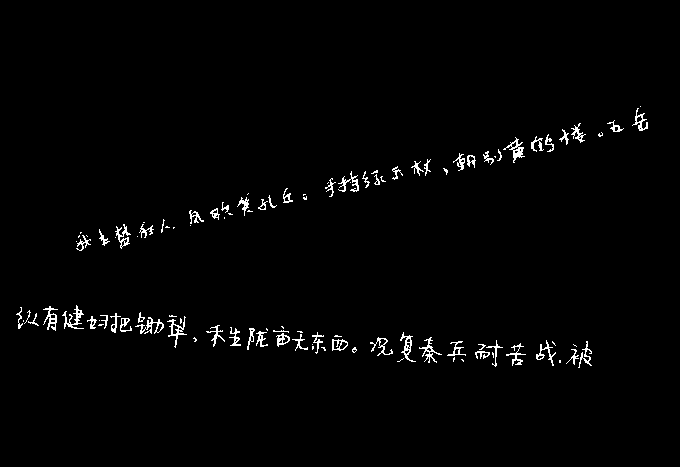 我本楚狂人,凤歌笑孔丘。手持绿玉杖,朝别黄鹤楼。五岳
纵有健妇把锄犁,禾生陇亩无东西。况复秦兵耐苦战,被